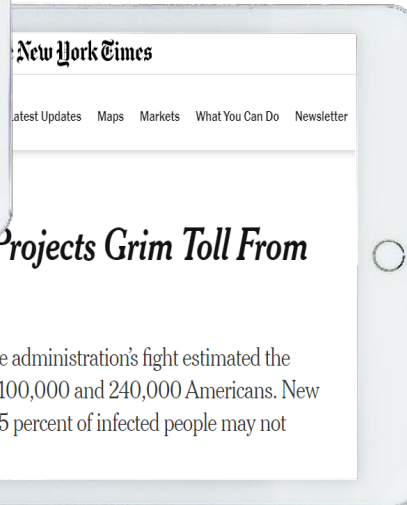 New York Times
Latest Updates Maps Markets What You Can Do Newsletter
Projects Grim Toll From
administration's fight estimated the
100,000 and 240,000 Americans. New
5 percent of infected people may not